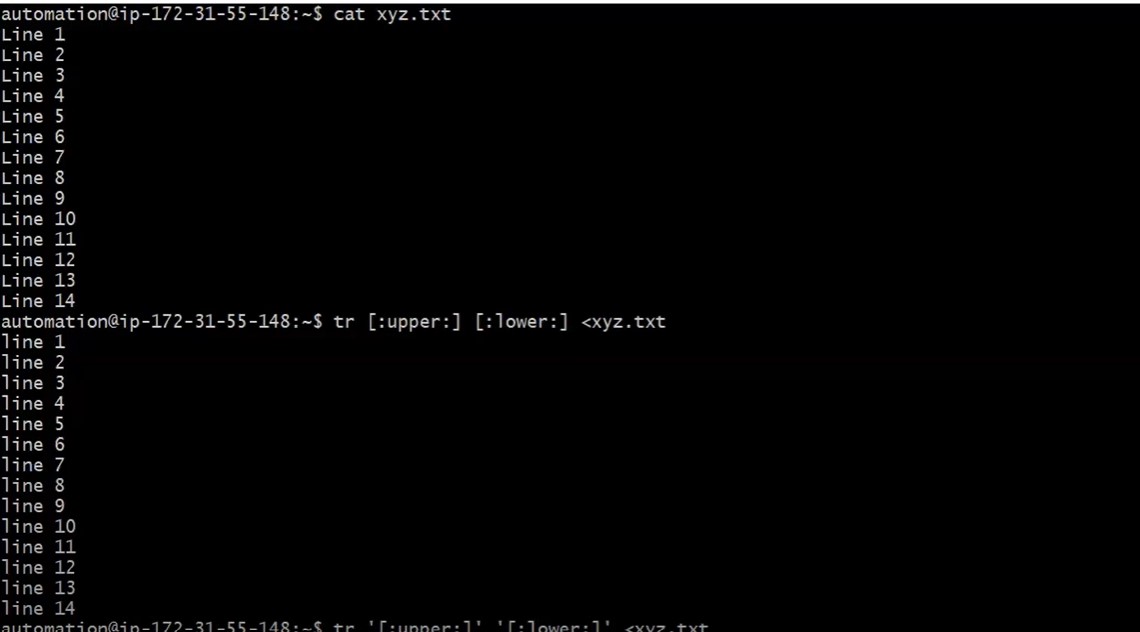 automation@ip-172-31-55-148:~$ cat xyz.txt
Line 1
Line 2
Line 3
Line 4
Line 5
Line 6
Line 7
Line 8
Line 9
Line 10
Line 11
Line 12
Line 13
Line 14
automation@ip-172-31-55-148:~$ tr [:upper:] [:lower:] <xyz.txt
line 1
line 2
line 3
line 4
line 5
line 6
line 7
line 8
line 9
line 10
line 11
line 12
line 13
line 14
automation@ip-172-31-55-148:~$ tr '[:upper:]' '[:lower:]' <xyz.txt